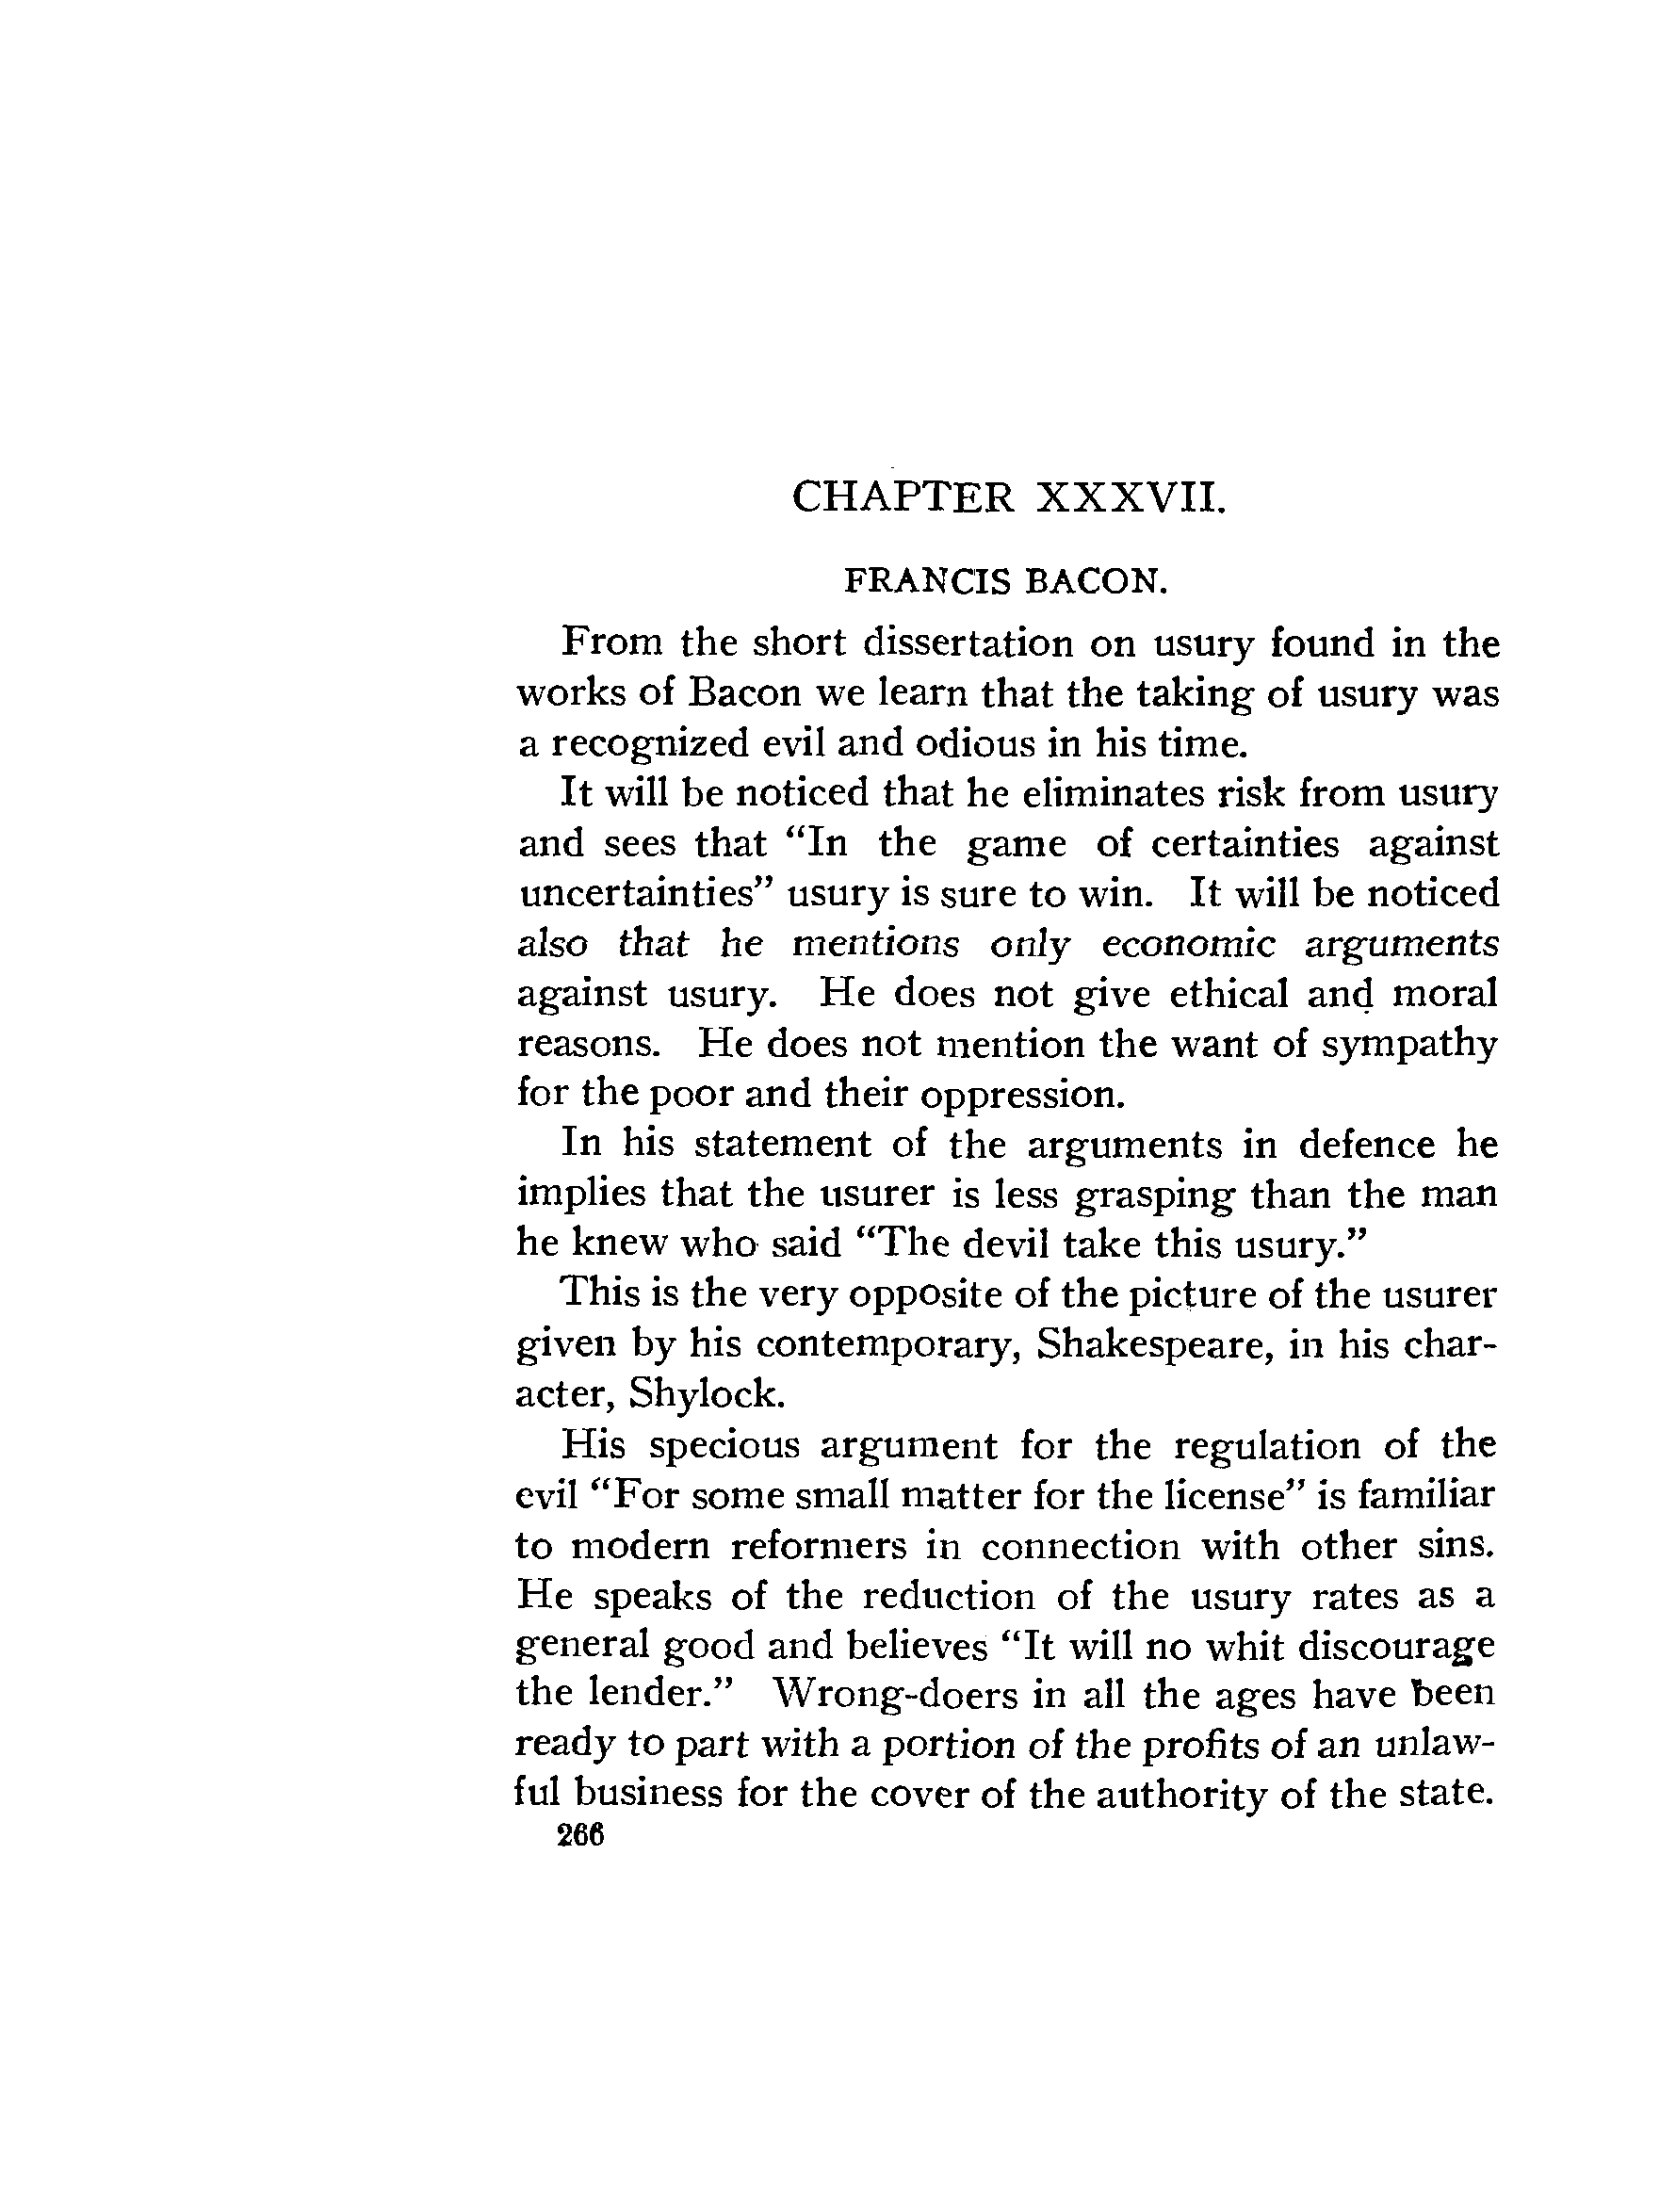 CHAPTER XXXVII.
FRANCIS BACON.
From the short dissertation on usury found in the
works of Bacon we learn that the taking of usury was
a recognized evil and odious in his time.
It will be noticed that he eliminates risk from usury
and sees that “In the game of certainties against
uncertainties” usury is sure to win. It will be noticed
also that he mentions only economic arguments
against usury. He does not give ethical and moral
reasons. He does not mention the want of sympathy
for the poor and their oppression.
In his statement of the arguments in defence he
implies that the usurer is less grasping than the man
he knew who said “The devil take this usury.”
This is the very opposite of the picture of the usurer
given by his contemporary, Shakespeare, in his char-
acter, Shylock.
His specious argument for the regulation of the
evil “For some small matter for the license” is familiar
to modern reformers in connection with other sins.
He speaks of the reduction of the usury rates as a
general good and believes “It will no whit discourage
the lender.” Wrong-doers in all the ages have been
ready to part with a portion of the profits of an unlaw-
ful business for the cover of the authority of the state.
266